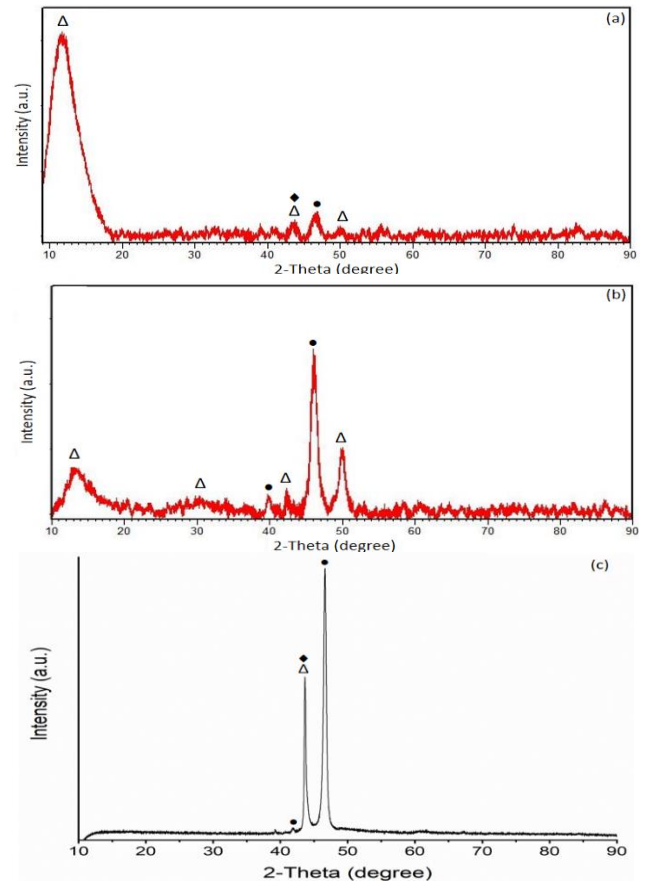 (a)
Δ
◆
Δ
●
Δ
Intensity (a.u.)
10 20 30 40 50 60 70 80 90
2-Theta (degree)
(b)
●
Δ
Δ
●
Δ
Δ
Intensity (a.u.)
10 20 30 40 50 60 70 80 90
2-Theta (degree)
(c)
●
◆
Δ
●
Intensity (a.u.)
10 20 30 40 50 60 70 80 90
2-Theta (degree)